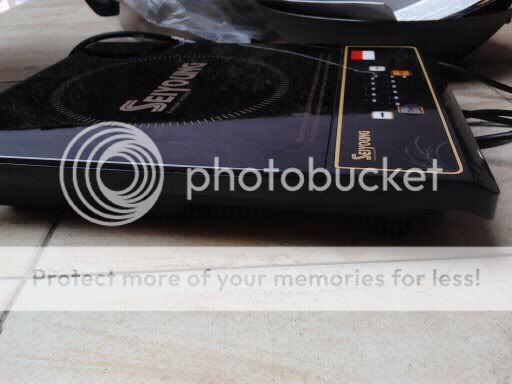 SEIYOUNG
SEIYOUNG
photobucket
Protect more of your memories for less!